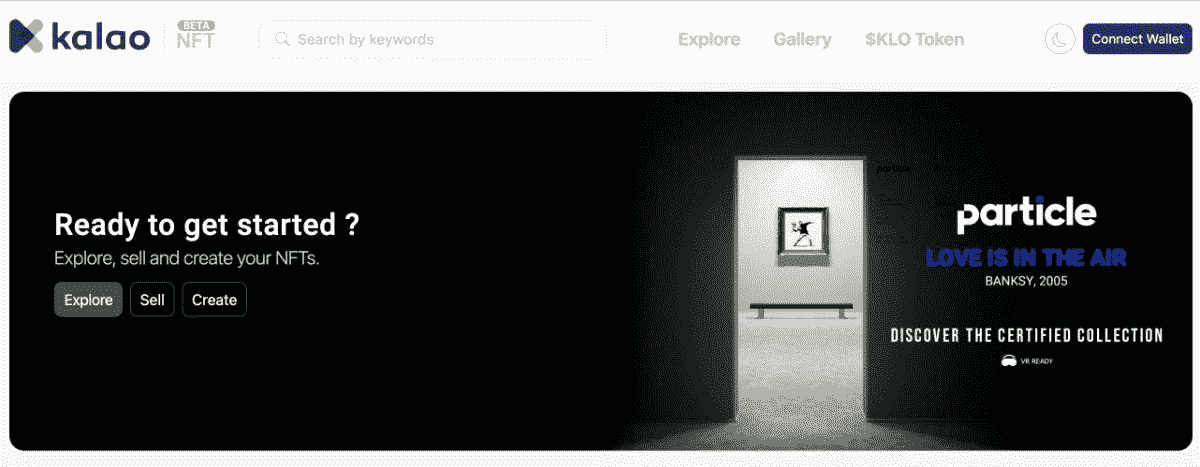 kalao
BETA
NFT
Search by keywords
Explore
Gallery
$KLO Token
Connect Wallet
Ready to get started ?
Explore, sell and create your NFTs.
Explore
Sell
Create
particle
LOVE IS IN THE AIR
BANKSY, 2005
DISCOVER THE CERTIFIED COLLECTION
VR READY